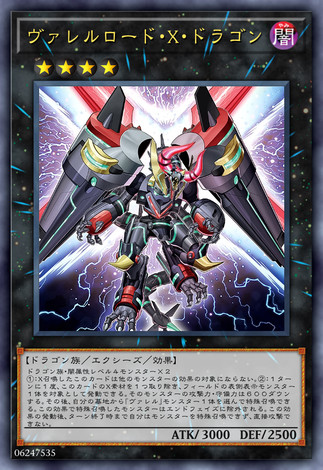 ヴァレルロード・X・ドラゴン
闇
【ドラゴン族／エクシーズ／効果】
ドラゴン族・闇属性レベル４モンスター×２
①：X召喚したこのカードは他のモンスターの効果の対象にならない。②：１ター
ンに１度、このカードのX素材を１つ取り除き、フィールドの表側表示モンスター
１体を対象として発動できる。そのモンスターの攻撃力・守備力は６００ダウン
する。その後、自分の墓地から「ヴァレル」モンスター１体を選んで特殊召喚でき
る。この効果で特殊召喚したモンスターはエンドフェイズに除外される。この効
果の発動後、ターン終了時まで自分はモンスターを特殊召喚できず、直接攻撃で
きない。
ATK/ 3000 DEF/2500
06247535